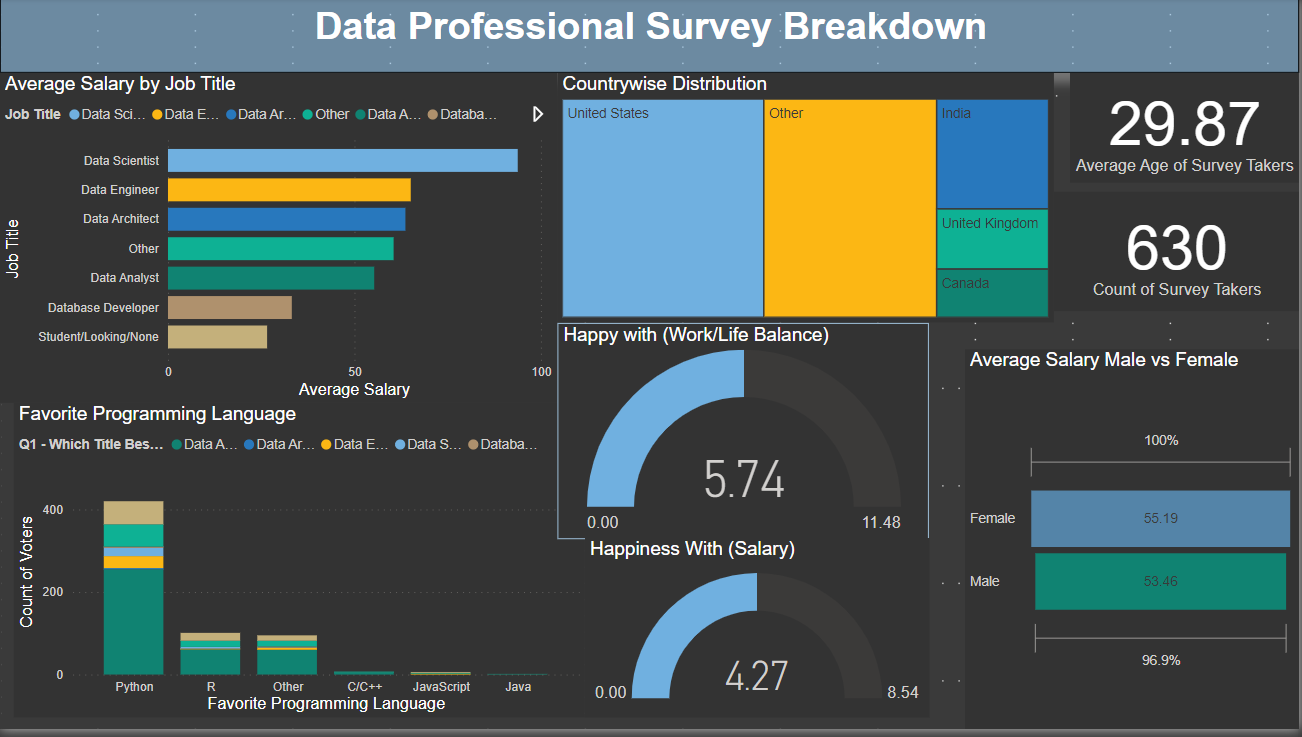 Data Professional Survey Breakdown
Average Salary by Job Title
Job Title Data Sci... Data E... Data Ar... Other Data A... Databa...
Job Title
Data Scientist
Data Engineer
Data Architect
Other
Data Analyst
Database Developer
Student/Looking/None
0 50 100
Average Salary
Countrywise Distribution
United States
Other
India
United Kingdom
Canada
29.87
Average Age of Survey Takers
630
Count of Survey Takers
Favorite Programming Language
Q1 - Which Title Bes... Data A... Data Ar... Data E... Data S... Databa...
Count of Voters
400
200
0
Python R Other C/C++ JavaScript Java
Favorite Programming Language
Happy with (Work/Life Balance)
5.74
0.00 11.48
Happiness With (Salary)
4.27
0.00 8.54
Average Salary Male vs Female
100%
Female 55.19
Male 53.46
96.9%